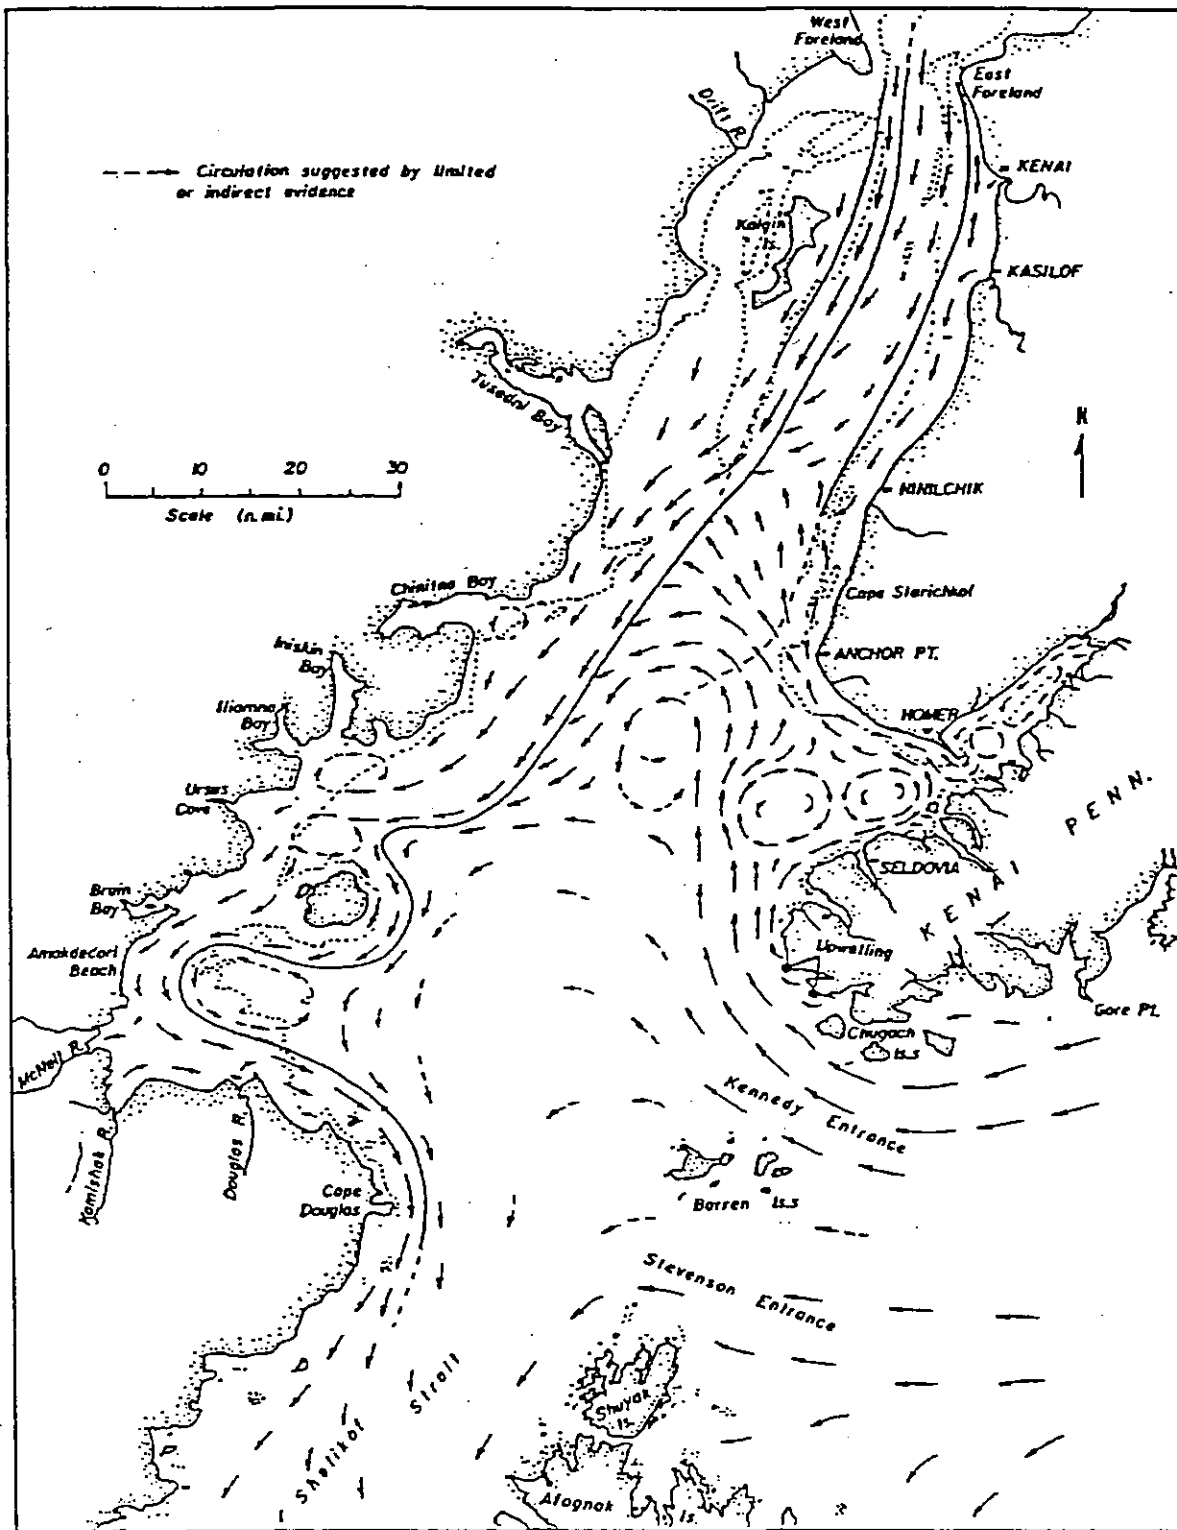 West
Foreland
East
Foreland
Drift R.
Circulation suggested by limited
or indirect evidence
KENAI
Kalgin
Is.
KASILOF
Tuxedni Bay
N
0 10 20 30
Scale (n.mi.)
NINILCHIK
Chinitna Bay
Cape Starichkof
Iniskin
Bay
ANCHOR PT.
Iliamna
Bay
HOMER
Ursus
Cove
KENAI PENN.
SELDOVIA
Bruin
Bay
Upwelling
Amakdecori
Beach
Gore Pt.
Chugach
Is.s
McNeil R.
Kennedy Entrance
Kamishak R.
Douglas R.
Barren Is.s
Cape
Douglas
Stevenson Entrance
Shelikof Strait
Shuyak
Is.
Afognak Is.